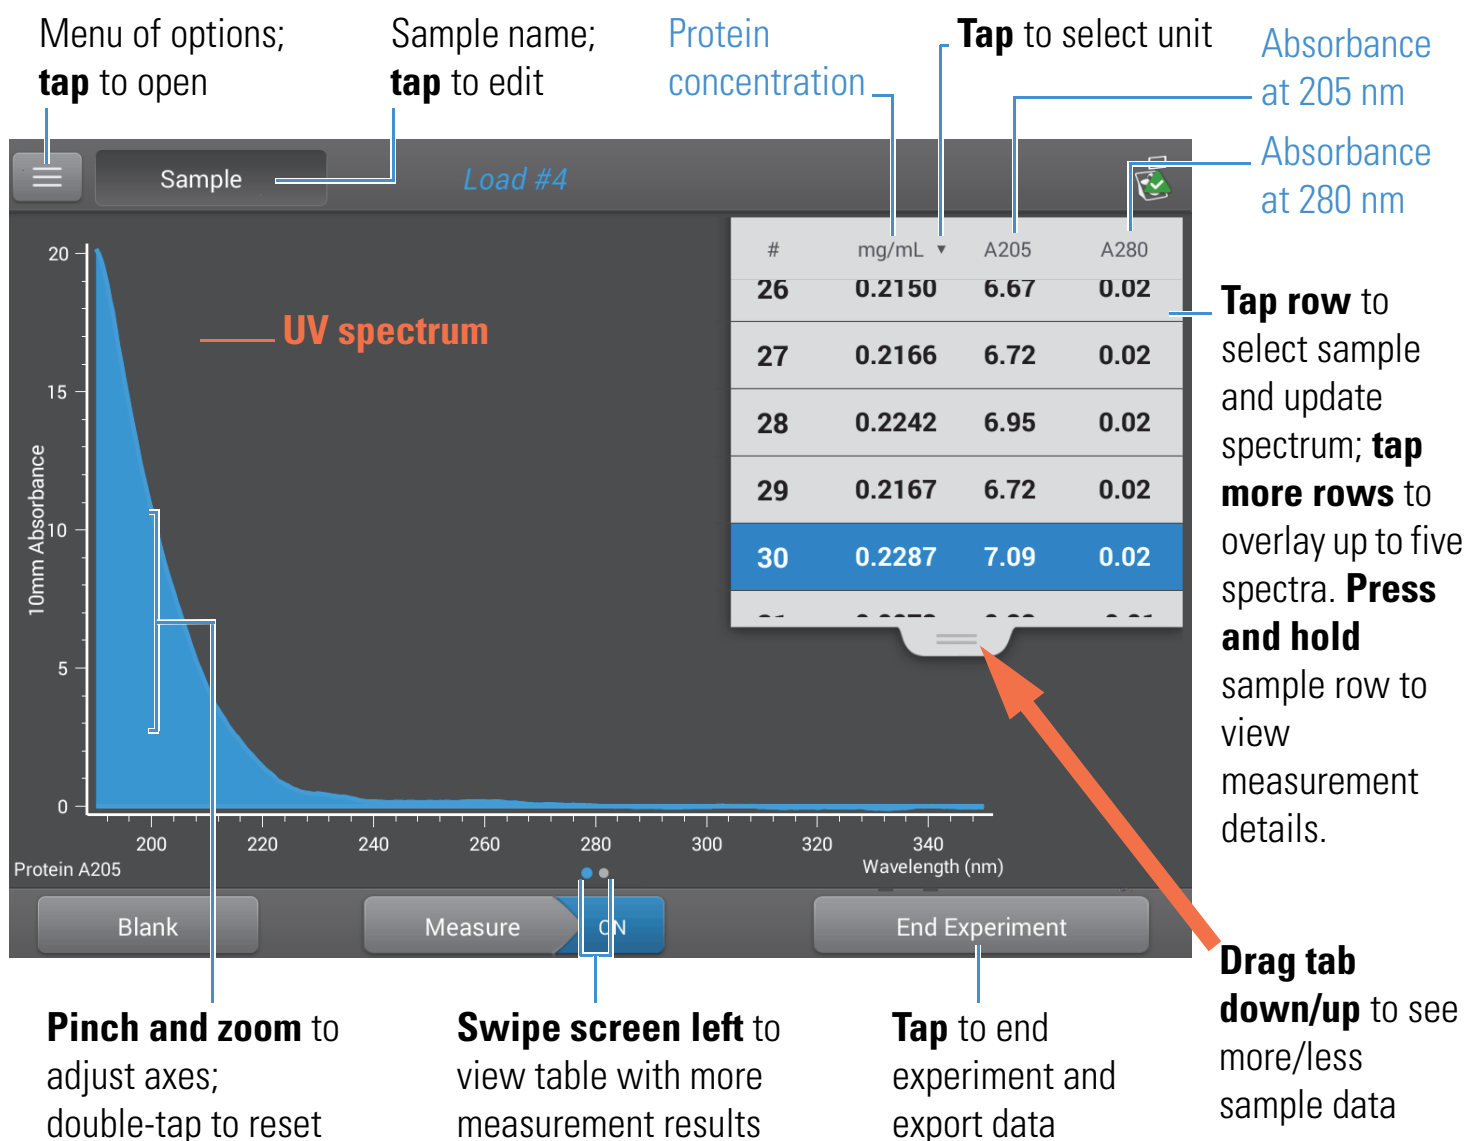 Menu of options;
tap to open
Sample name;
tap to edit
Protein
concentration
Tap to select unit
Absorbance
at 205 nm
Absorbance
at 280 nm
Sample
Load #4
# mg/mL ▼ A205 A280
26 0.2150 6.67 0.02
27 0.2166 6.72 0.02
28 0.2242 6.95 0.02
29 0.2167 6.72 0.02
30 0.2287 7.09 0.02
UV spectrum
20
15
10
5
0
10mm Absorbance
200 220 240 260 280 300 320 340
Wavelength (nm)
Protein A205
Blank
Measure
ON
End Experiment
Tap row to
select sample
and update
spectrum; tap
more rows to
overlay up to five
spectra. Press
and hold
sample row to
view
measurement
details.
Pinch and zoom to
adjust axes;
double-tap to reset
Swipe screen left to
view table with more
measurement results
Tap to end
experiment and
export data
Drag tab
down/up to see
more/less
sample data